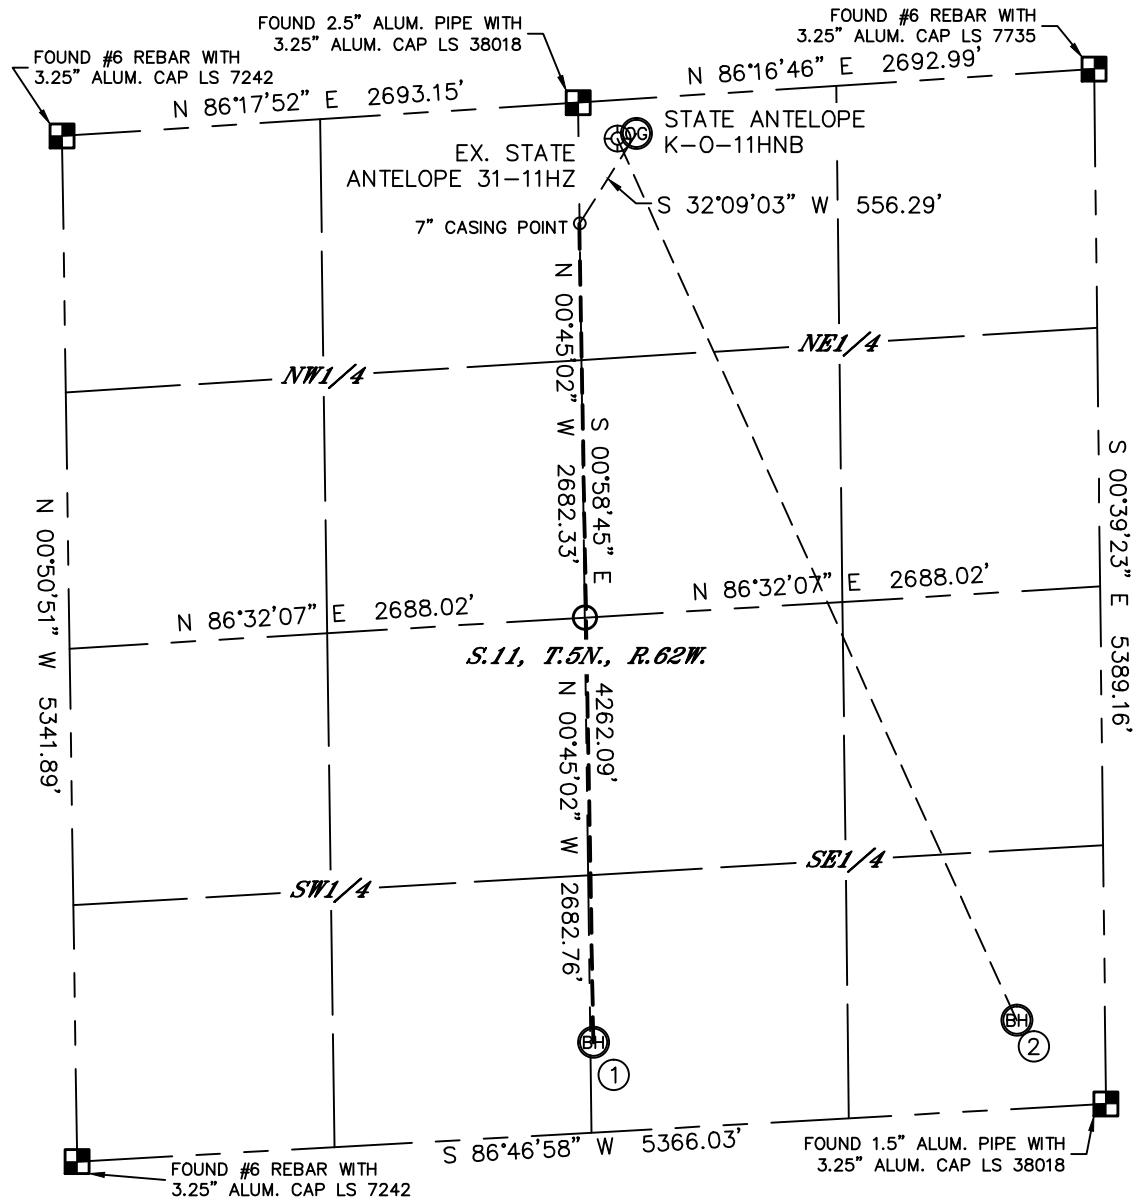 FOUND 2.5" ALUM. PIPE WITH
3.25" ALUM. CAP LS 38018
FOUND #6 REBAR WITH
3.25" ALUM. CAP LS 7735
FOUND #6 REBAR WITH
3.25" ALUM. CAP LS 7242
N 86°17'52" E 2693.15'
N 86°16'46" E 2692.99'
OG
STATE ANTELOPE
K-O-11HNB
EX. STATE
ANTELOPE 31-11HZ
S 32°09'03" W 556.29'
7" CASING POINT
N 00°45'02" W 2682.33'
S 00°58'45" E 4262.09'
NW1/4
NE1/4
N 00°50'51" W 5341.89'
S 00°39'23" E 5389.16'
N 86°32'07" E 2688.02'
N 86°32'07" E 2688.02'
S.11, T.5N., R.62W.
N 00°45'02" W 2682.76'
SW1/4
SE1/4
BH
1
BH
2
S 86°46'58" W 5366.03'
FOUND 1.5" ALUM. PIPE WITH
3.25" ALUM. CAP LS 38018
FOUND #6 REBAR WITH
3.25" ALUM. CAP LS 7242